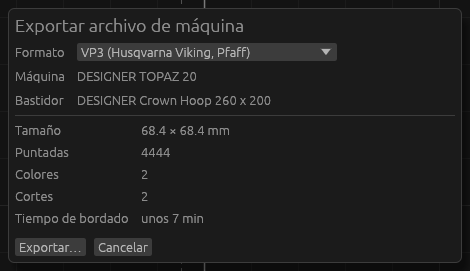 Exportar archivo de máquina
Formato VP3 (Husqvarna Viking, Pfaff)
Máquina DESIGNER TOPAZ 20
Bastidor DESIGNER Crown Hoop 260 x 200
Tamaño 68.4 × 68.4 mm
Puntadas 4444
Colores 2
Cortes 2
Tiempo de bordado unos 7 min
Exportar... Cancelar